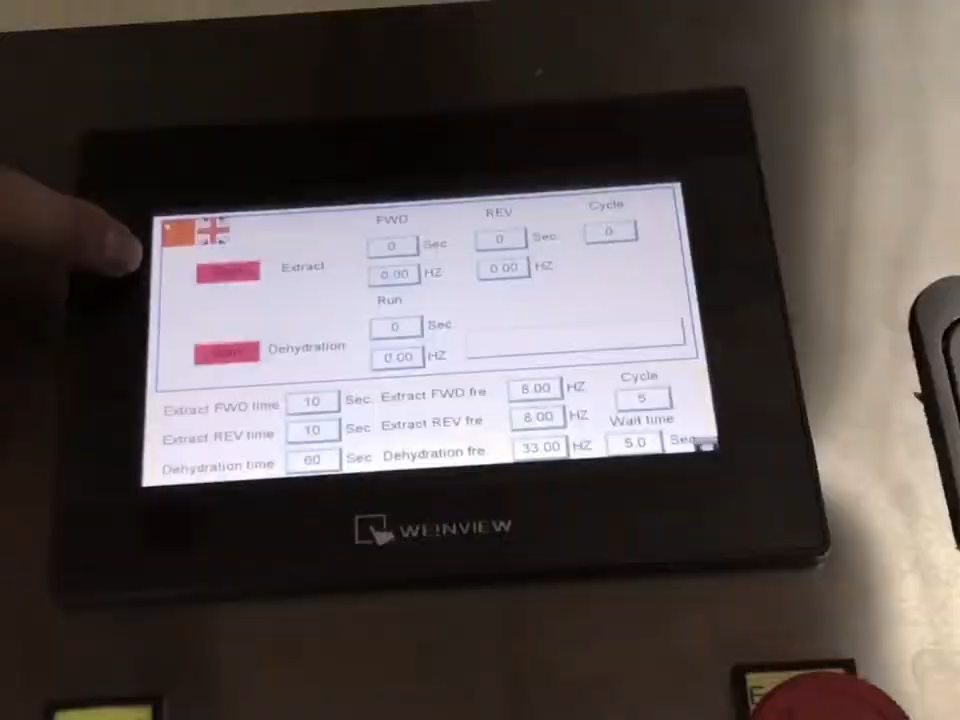 FWD REV Cycle
0 Sec 0 Sec 0
Extract 0.00 HZ 0.00 HZ
Run
0 Sec
Dehydration 0.00 HZ
Extract FWD time 10 Sec Extract FWD fre 8.00 HZ Cycle 5
Extract REV time 10 Sec Extract REV fre 8.00 HZ Wait time
Dehydration time 60 Sec Dehydration fre 33.00 HZ 5.0 Sec
WEINVIEW